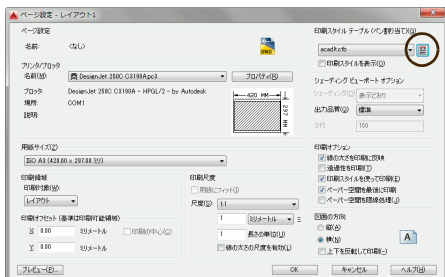 ページ設定 - レイアウト1
ページ設定
名前: <なし>
DWG
プリンタ/プロッタ
名前(M): DesignJet 250C C3190A.pc3
プロパティ(R)
プロッタ: DesignJet 250C C3190A - HPGL/2 - by Autodesk
場所: COM1
説明:
420 MM
297 MM
用紙サイズ(Z)
ISO A3 (420.00 x 297.00 ミリ)
印刷領域
印刷対象(W):
レイアウト
印刷オフセット (基準は印刷可能領域)
X 0.00 ミリメートル 印刷の中心(C)
Y 0.00 ミリメートル
印刷尺度
用紙にフィット(I)
尺度(S): 1:1
1 ミリメートル =
1 長さの単位(U)
線の太さの尺度を有効(L)
印刷スタイル テーブル (ペン割り当て)(G)
acadlt.ctb
印刷スタイルを表示(O)
シェーディング ビューポート オプション
シェーディング(D) 表示どおり
出力品質(Q) 標準
DPI 150
印刷オプション
線の太さを印刷に反映
透過性を印刷(T)
印刷スタイルを使って印刷(E)
ペーパー空間を最後に印刷
ペーパー空間を隠線処理(J)
図面の方向
縦(A)
横(N)
上下を反転して印刷(-)
A
プレビュー(P)...
OK
キャンセル
ヘルプ(H)